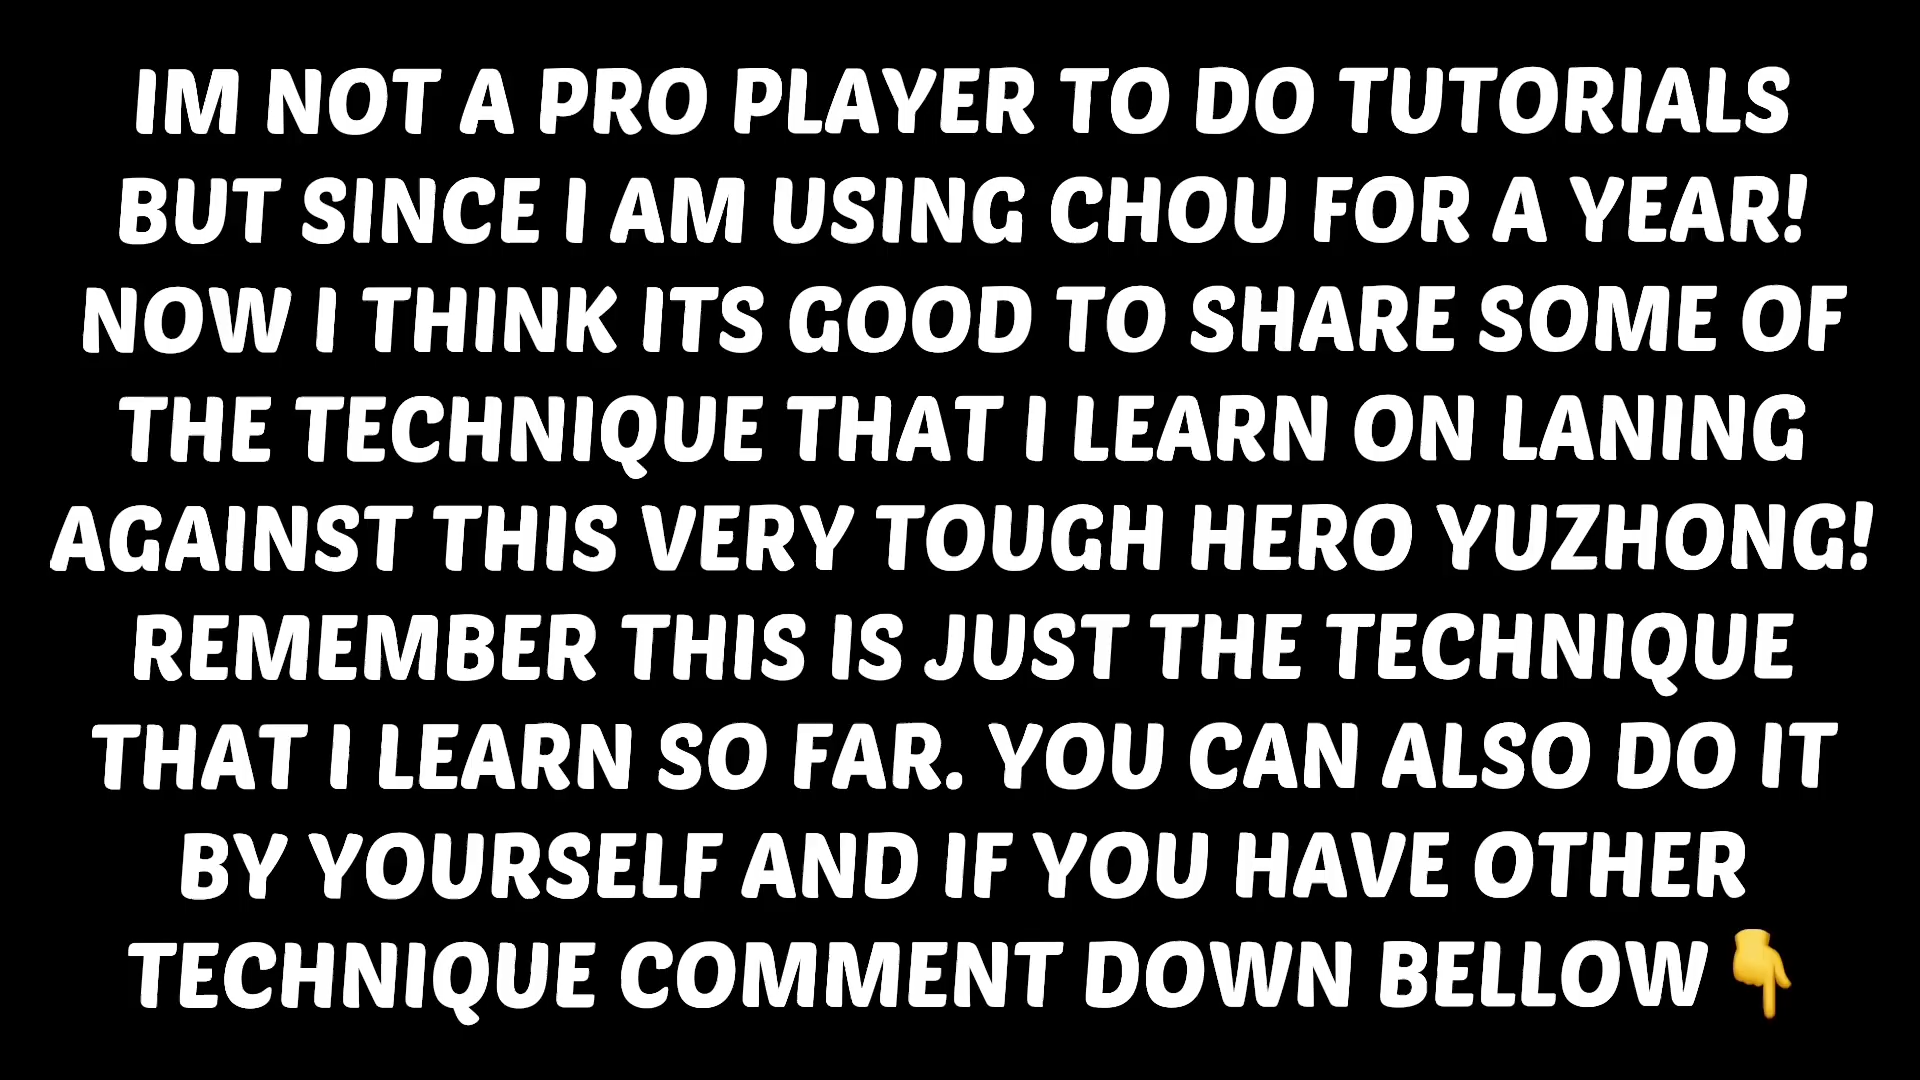 IM NOT A PRO PLAYER TO DO TUTORIALS
BUT SINCE I AM USING CHOU FOR A YEAR!
NOW I THINK ITS GOOD TO SHARE SOME OF
THE TECHNIQUE THAT I LEARN ON LANING
AGAINST THIS VERY TOUGH HERO YUZHONG!
REMEMBER THIS IS JUST THE TECHNIQUE
THAT I LEARN SO FAR. YOU CAN ALSO DO IT
BY YOURSELF AND IF YOU HAVE OTHER
TECHNIQUE COMMENT DOWN BELLOW 👇